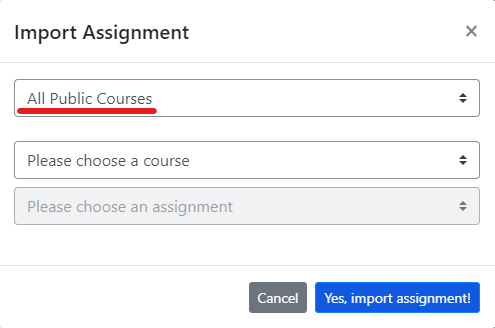 Import Assignment
All Public Courses
Please choose a course
Please choose an assignment
Cancel
Yes, import assignment!